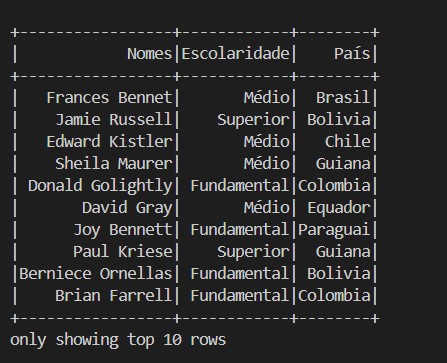 +-----------------+------------+--------+
|            Nomes|Escolaridade|    País|
+-----------------+------------+--------+
|   Frances Bennet|       Médio|  Brasil|
|    Jamie Russell|    Superior| Bolivia|
|   Edward Kistler|       Médio|   Chile|
|    Sheila Maurer|       Médio|  Guiana|
| Donald Golightly| Fundamental|Colombia|
|       David Gray|       Médio| Equador|
|      Joy Bennett| Fundamental|Paraguai|
|      Paul Kriese|    Superior|  Guiana|
|Berniece Ornellas| Fundamental| Bolivia|
|    Brian Farrell| Fundamental|Colombia|
+-----------------+------------+--------+
only showing top 10 rows